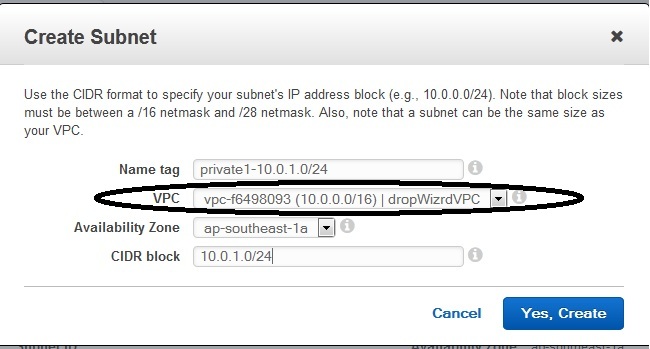 Create Subnet
Use the CIDR format to specify your subnet's IP address block (e.g., 10.0.0.0/24). Note that block sizes
must be between a /16 netmask and /28 netmask. Also, note that a subnet can be the same size as
your VPC.
Name tag private1-10.0.1.0/24
VPC vpc-f6498093 (10.0.0.0/16) | dropWizrdVPC
Availability Zone ap-southeast-1a
CIDR block 10.0.1.0/24
Cancel Yes, Create
Subnet ID Availability Zone ap-southeast-1a